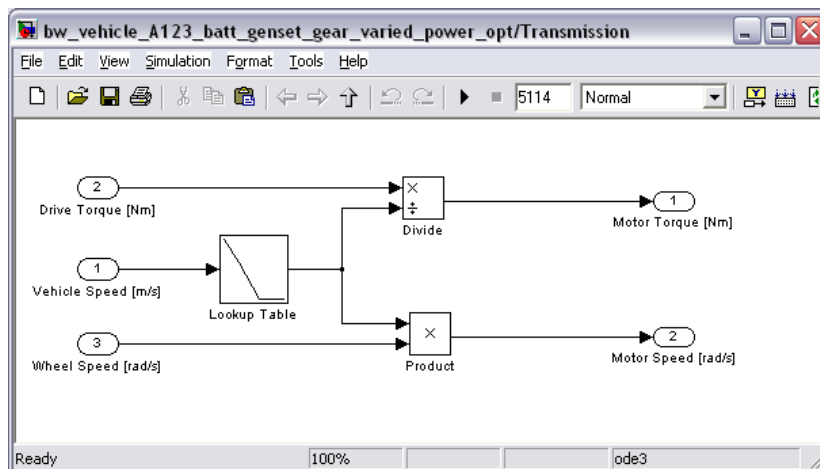 bw_vehicle_A123_batt_genset_gear_varied_power_opt/Transmission
File Edit View Simulation Format Tools Help
5114 Normal
2
Drive Torque [Nm]
×
÷
Divide
1
Motor Torque [Nm]
1
Vehicle Speed [m/s]
Lookup Table
3
Wheel Speed [rad/s]
×
Product
2
Motor Speed [rad/s]
Ready 100% ode3